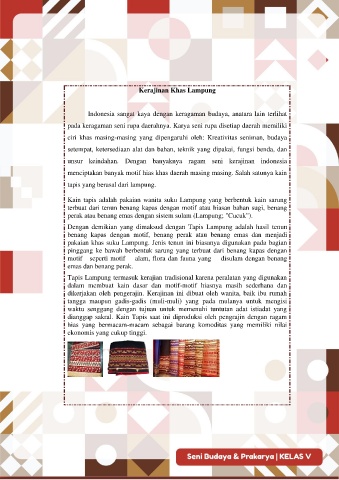 Kerajinan Khas Lampung
Indonesia sangat kaya dengan keragaman budaya, anatara lain terlihat
pada keragaman seni rupa daerahnya. Karya seni rupa disetiap daerah memiliki
ciri khas masing-masing yang dipengaruhi oleh: Kreativitas seniman, budaya
setempat, ketersediaan alat dan bahan, teknik yang dipakai, fungsi benda, dan
unsur keindahan. Dengan banyaknya ragam seni kerajinan indonesia
menciptakan banyak motif hias khas daerah masing masing. Salah satunya kain
tapis yang berasal dari lampung.
Kain tapis adalah pakaian wanita suku Lampung yang berbentuk kain sarung
terbuat dari tenun benang kapas dengan motif atau hiasan bahan sugi, benang
perak atau benang emas dengan sistem sulam (Lampung; "Cucuk").
Dengan demikian yang dimaksud dengan Tapis Lampung adalah hasil tenun
benang kapas dengan motif, benang perak atau benang emas dan menjadi
pakaian khas suku Lampung. Jenis tenun ini biasanya digunakan pada bagian
pinggang ke bawah berbentuk sarung yang terbuat dari benang kapas dengan
motif seperti motif alam, flora dan fauna yang disulam dengan benang
emas dan benang perak.
Tapis Lampung termasuk kerajian tradisional karena peralatan yang digunakan
dalam membuat kain dasar dan motif-motif hiasnya masih sederhana dan
dikerjakan oleh pengerajin. Kerajinan ini dibuat oleh wanita, baik ibu rumah
tangga maupun gadis-gadis (muli-muli) yang pada mulanya untuk mengisi
waktu senggang dengan tujuan untuk memenuhi tuntutan adat istiadat yang
dianggap sakral. Kain Tapis saat ini diproduksi oleh pengrajin dengan ragam
hias yang bermacam-macam sebagai barang komoditas yang memiliki nilai
ekonomis yang cukup tinggi.
Seni Budaya & Prakarya | KELAS V